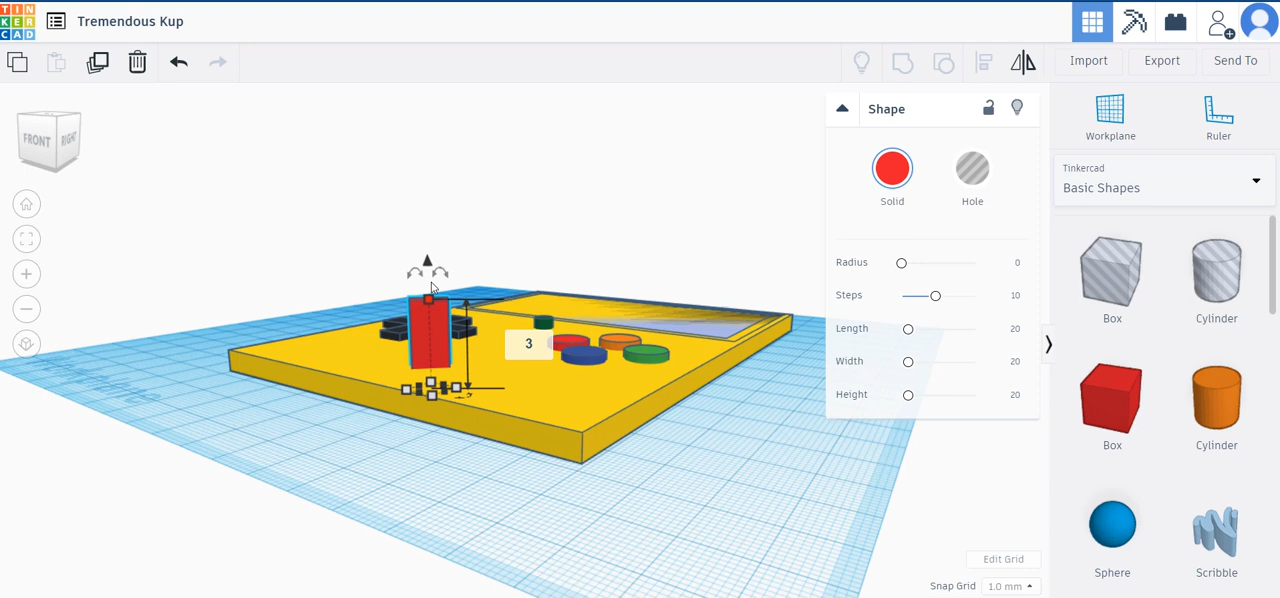 TIN
KER
CAD
Tremendous Kup
Import
Export
Send To
FRONT
RIGHT
Shape
Solid
Hole
Radius 0
Steps 10
Length 20
Width 20
Height 20
3
Workplane
Ruler
Tinkercad
Basic Shapes
Box
Cylinder
Box
Cylinder
Sphere
Scribble
Edit Grid
Snap Grid 1.0 mm